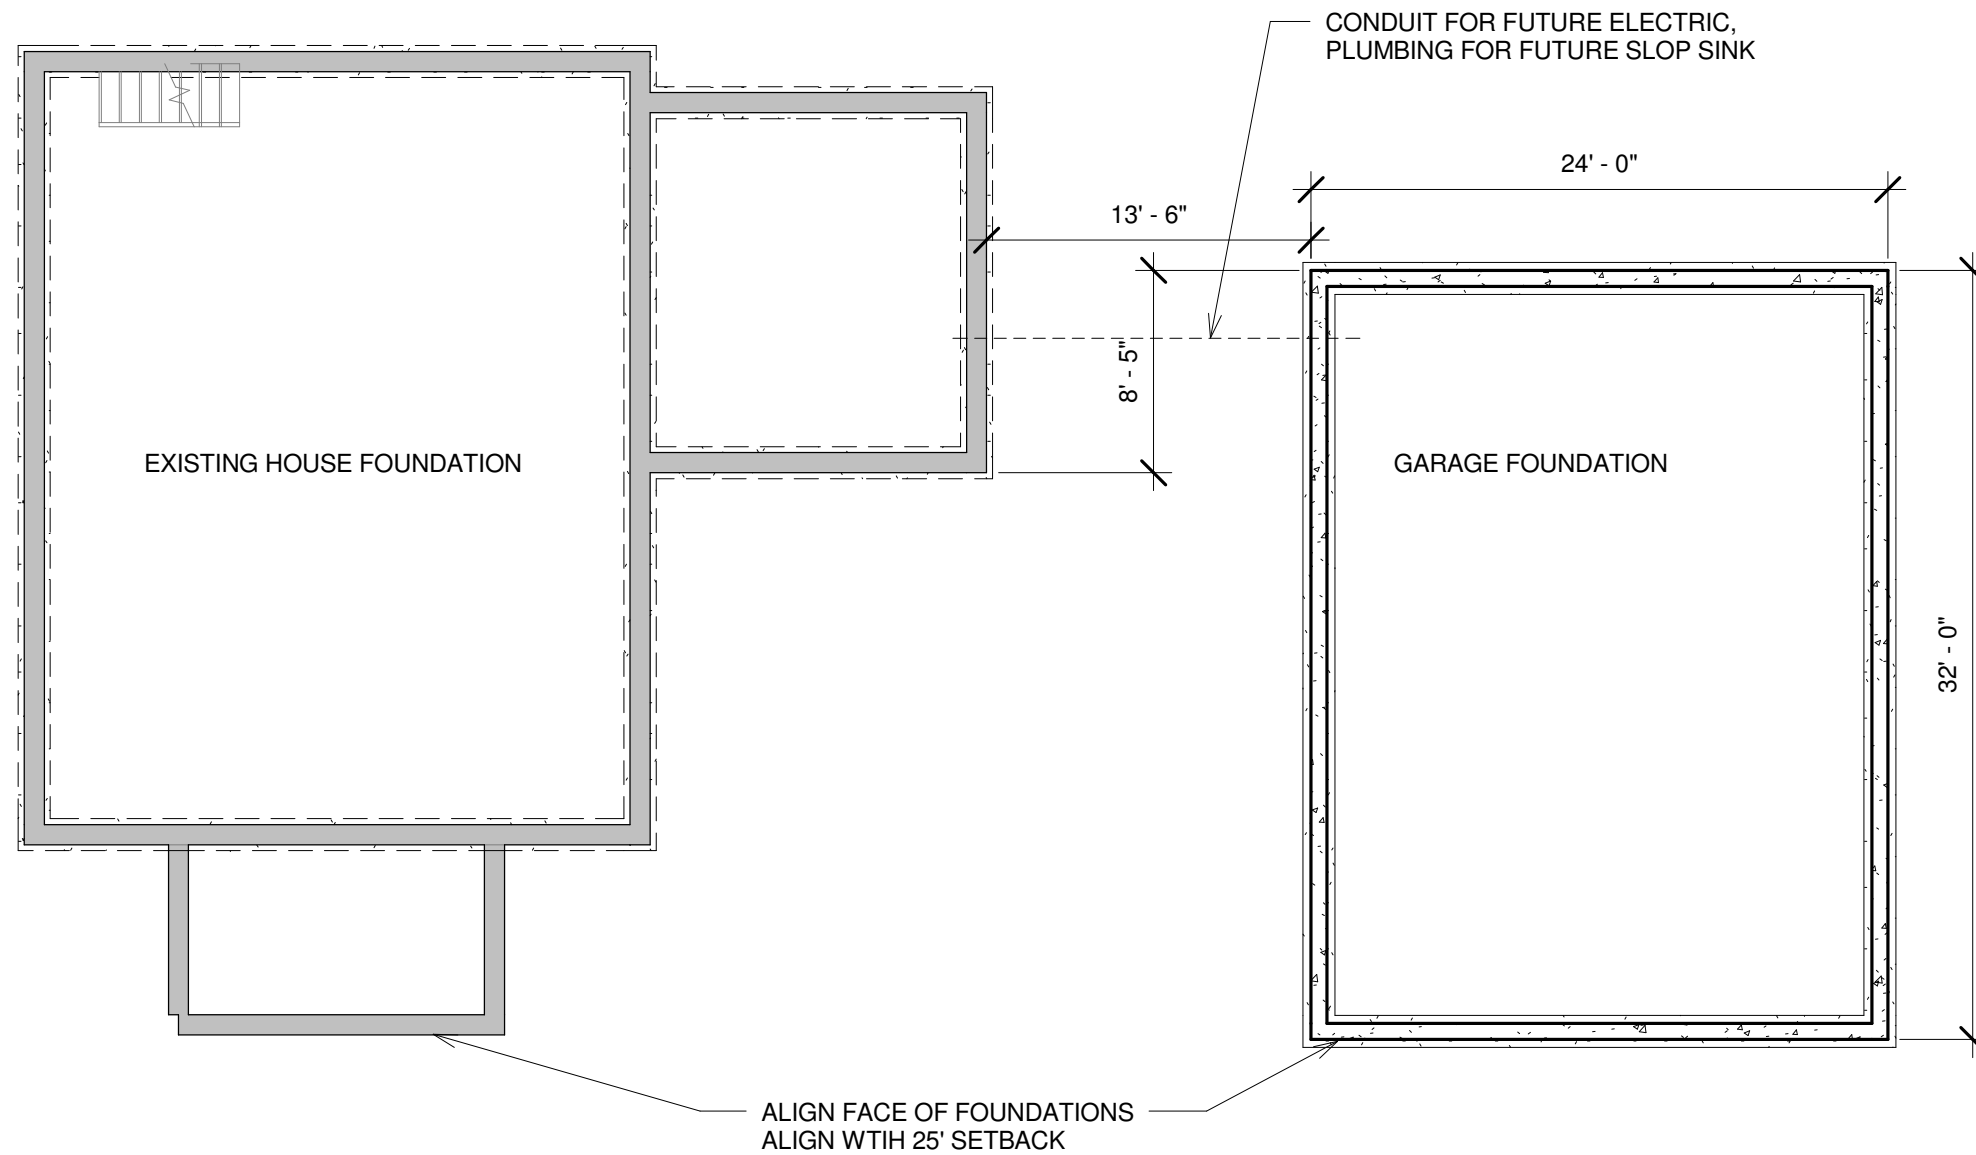 CONDUIT FOR FUTURE ELECTRIC,
PLUMBING FOR FUTURE SLOP SINK
24' - 0"
13' - 6"
8' - 5"
EXISTING HOUSE FOUNDATION
GARAGE FOUNDATION
32' - 0"
ALIGN FACE OF FOUNDATIONS
ALIGN WTIH 25' SETBACK